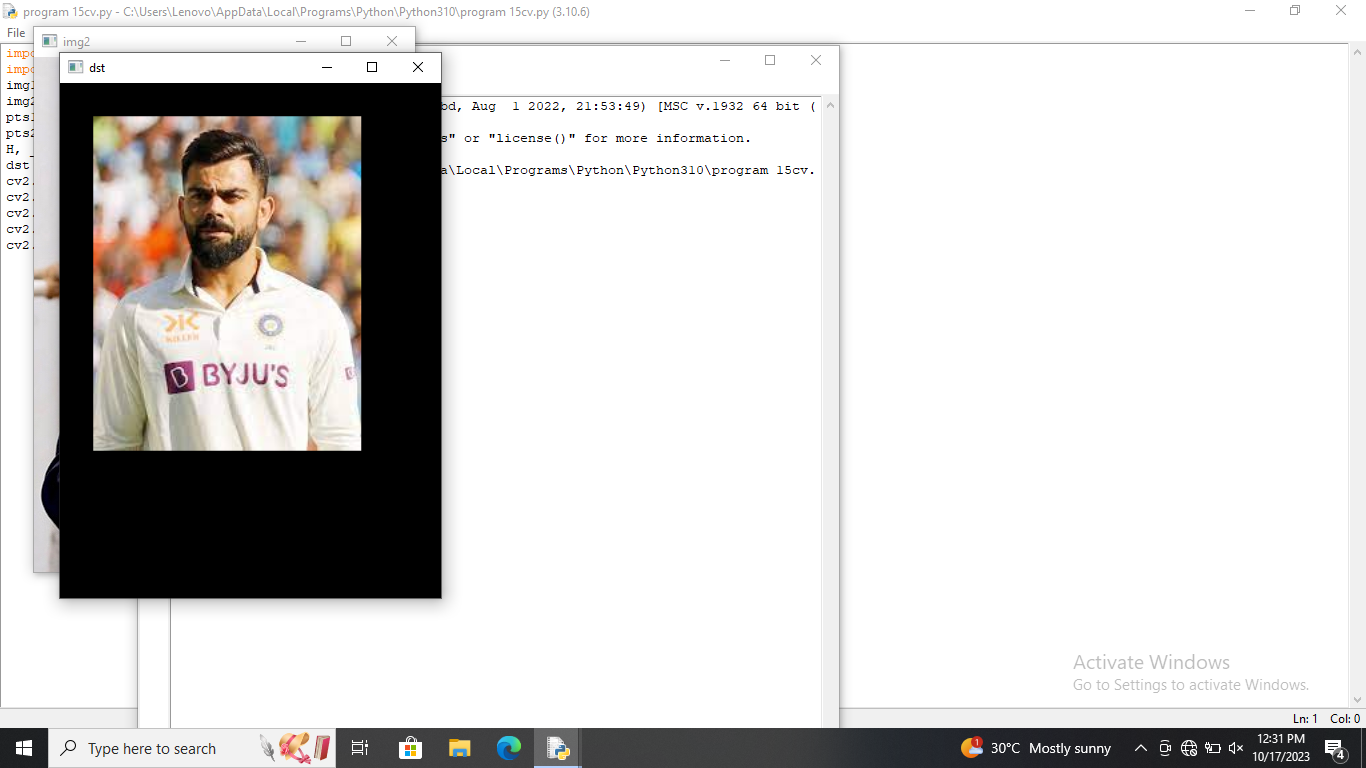 program 15cv.py - C:\Users\Lenovo\AppData\Local\Programs\Python\Python310\program 15cv.py (3.10.6)
File
img2
dst
impo
impo
img1
img2
pts1
pts2
H, _
dst
cv2.
cv2.
cv2.
cv2.
cv2.
bd, Aug  1 2022, 21:53:49) [MSC v.1932 64 bit (
s" or "license()" for more information.
a\Local\Programs\Python\Python310\program 15cv.
KILLER
B BYJU'S
Activate Windows
Go to Settings to activate Windows.
Ln: 1 Col: 0
Type here to search
1
30°C Mostly sunny
12:31 PM
10/17/2023
4